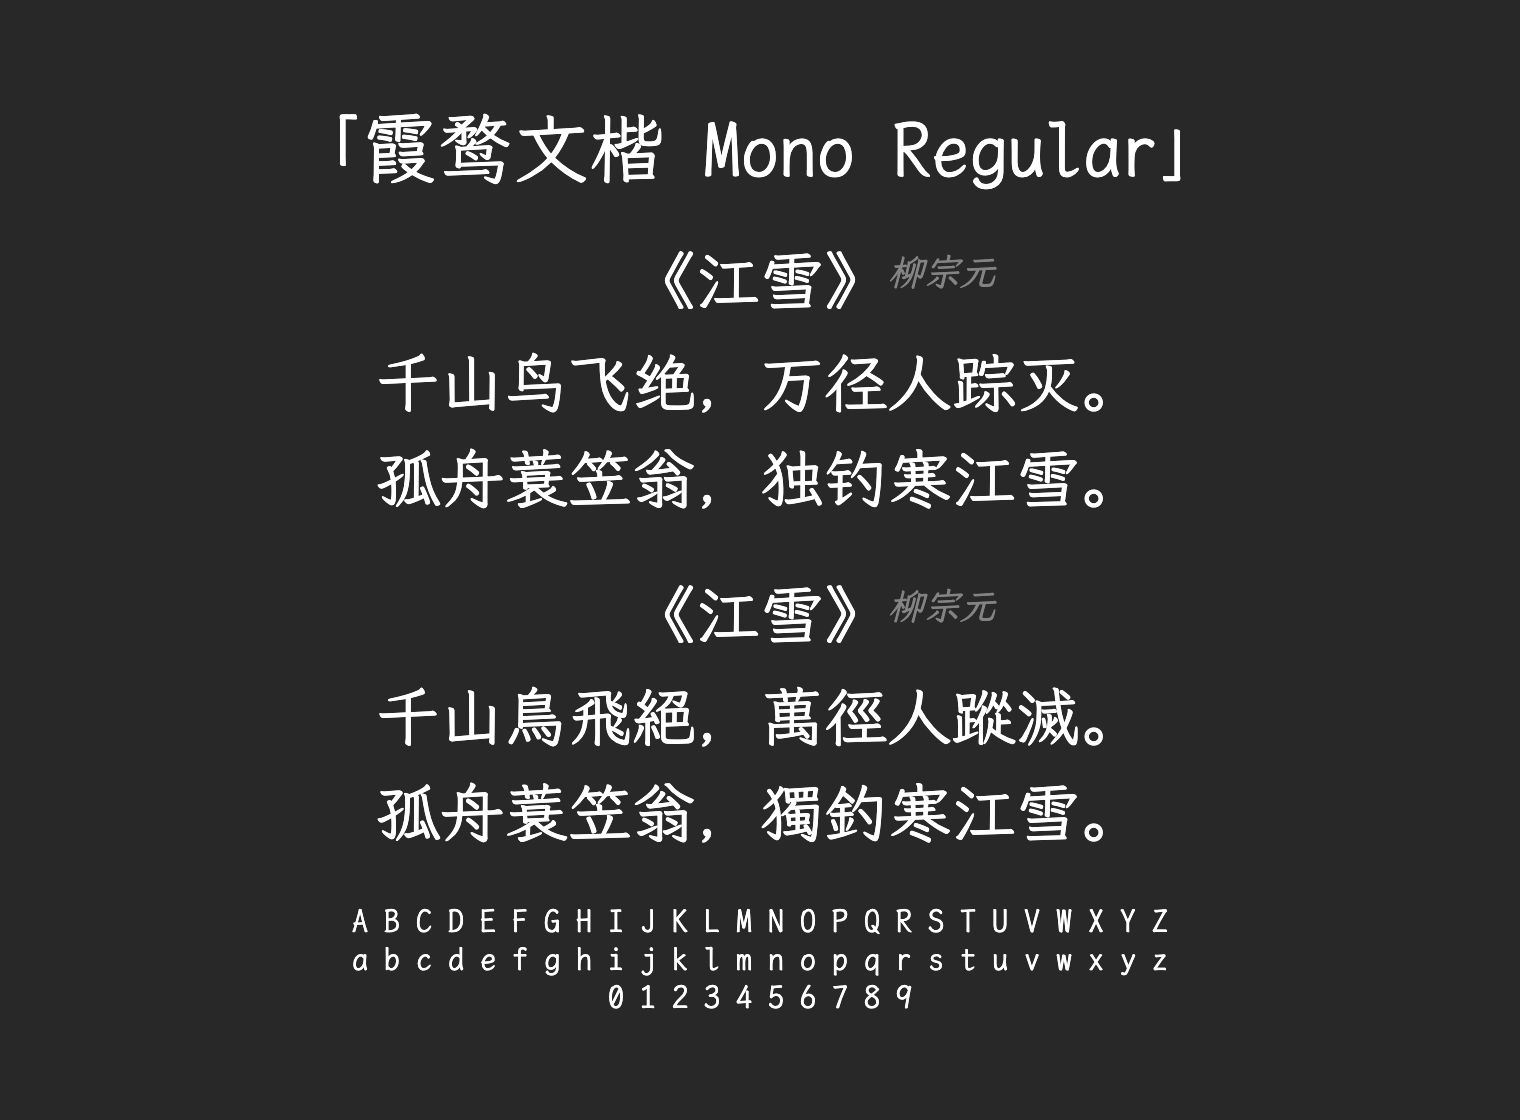 「霞鹜文楷 Mono Regular」
《江雪》柳宗元
千山鸟飞绝，万径人踪灭。
孤舟蓑笠翁，独钓寒江雪。
《江雪》柳宗元
千山鳥飛絕，萬徑人蹤滅。
孤舟蓑笠翁，獨釣寒江雪。
A B C D E F G H I J K L M N O P Q R S T U V W X Y Z
a b c d e f g h i j k l m n o p q r s t u v w x y z
0 1 2 3 4 5 6 7 8 9